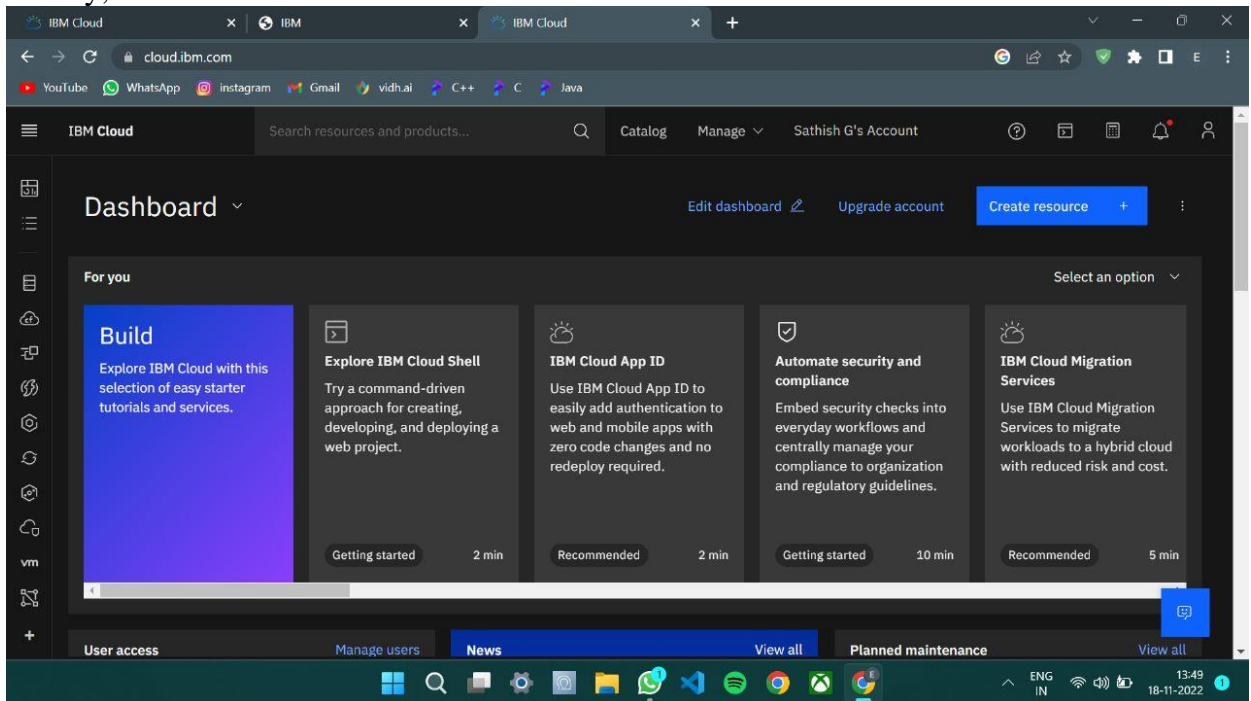 IBM Cloud
IBM
IBM Cloud
cloud.ibm.com
E
YouTube WhatsApp instagram Gmail vidh.ai C++ C Java
IBM Cloud
Search resources and products...
Catalog
Manage
Sathish G's Account
Dashboard
Edit dashboard
Upgrade account
Create resource +
For you
Select an option
Build
Explore IBM Cloud with this
selection of easy starter
tutorials and services.
Explore IBM Cloud Shell
Try a command-driven
approach for creating,
developing, and deploying a
web project.
Getting started 2 min
IBM Cloud App ID
Use IBM Cloud App ID to
easily add authentication to
web and mobile apps with
zero code changes and no
redeploy required.
Recommended 2 min
Automate security and
compliance
Embed security checks into
everyday workflows and
centrally manage your
compliance to organization
and regulatory guidelines.
Getting started 10 min
IBM Cloud Migration
Services
Use IBM Cloud Migration
Services to migrate
workloads to a hybrid cloud
with reduced risk and cost.
Recommended 5 min
vm
User access Manage users
News View all
Planned maintenance View all
ENG
IN
13:49
18-11-2022
1